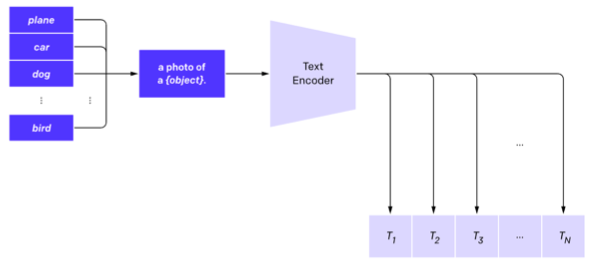 plane
car
dog
⋮ ⋮
bird
a photo of
a {object}.
Text
Encoder
...
T1 T2 T3 ... TN